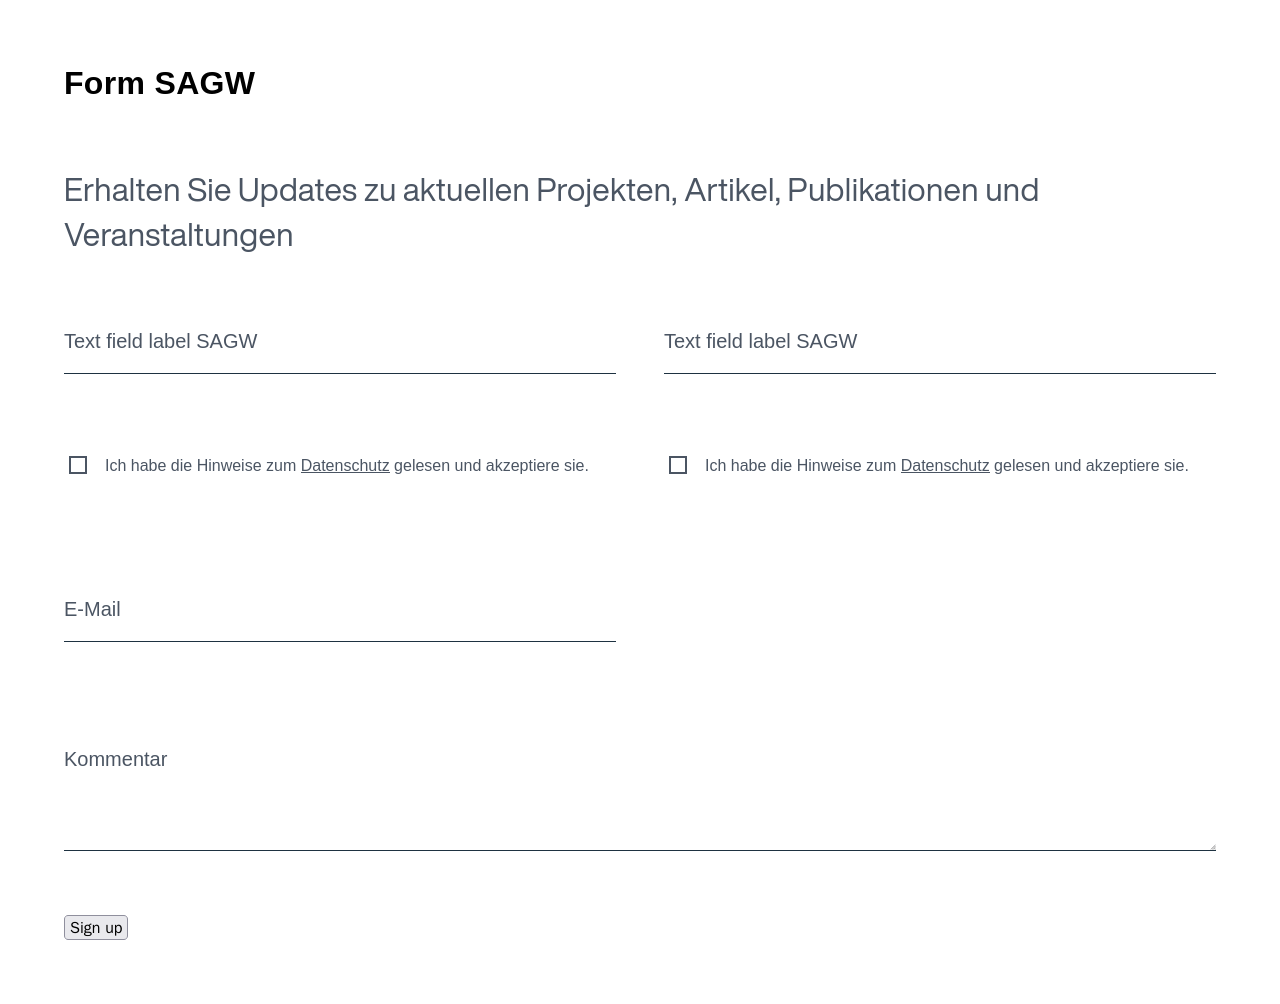 Form SAGW
Erhalten Sie Updates zu aktuellen Projekten, Artikel, Publikationen und
Veranstaltungen
Text field label SAGW
Text field label SAGW
Ich habe die Hinweise zum Datenschutz gelesen und akzeptiere sie.
Ich habe die Hinweise zum Datenschutz gelesen und akzeptiere sie.
E-Mail
Kommentar
Sign up